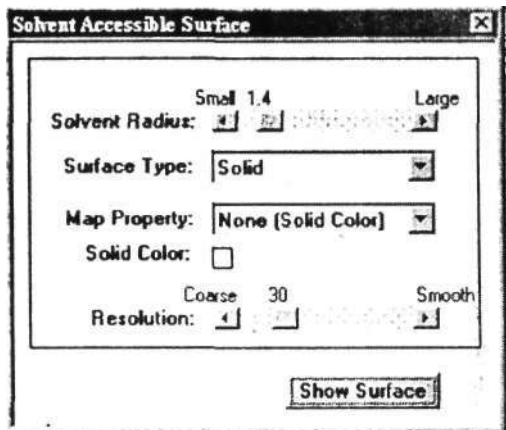 Solvent Accessible Surface
Small 1.4 Large
Solvent Radius:
Surface Type: Solid
Map Property: None (Solid Color)
Solid Color:
Coarse 30 Smooth
Resolution:
Show Surface